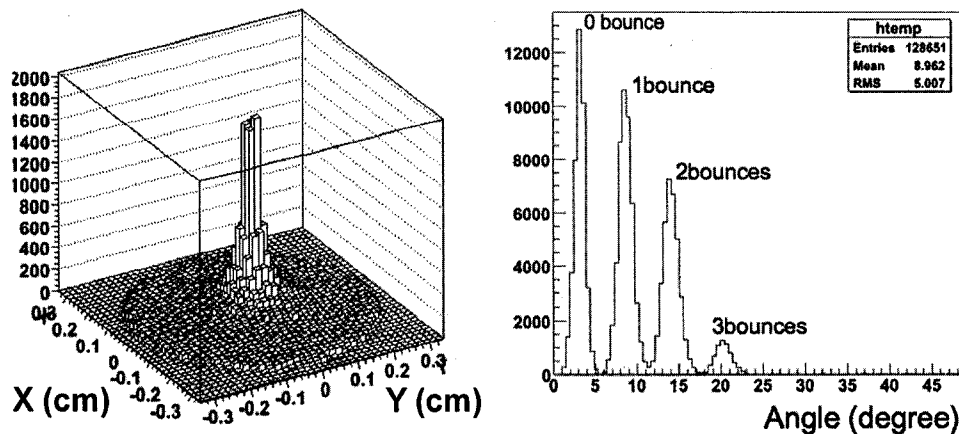 2000
1800
1600
1400
1200
1000
800
600
400
200
0
0.3
0.2
0.1
0
-0.1
-0.2
-0.3
X (cm)
-0.3
-0.2
-0.1
0
0.1
0.2
0.3
Y (cm)
0 bounce
1bounce
2bounces
3bounces
htemp
Entries 128651
Mean 8.962
RMS 5.007
12000
10000
8000
6000
4000
2000
0
0 5 10 15 20 25 30 35 40 45
Angle (degree)